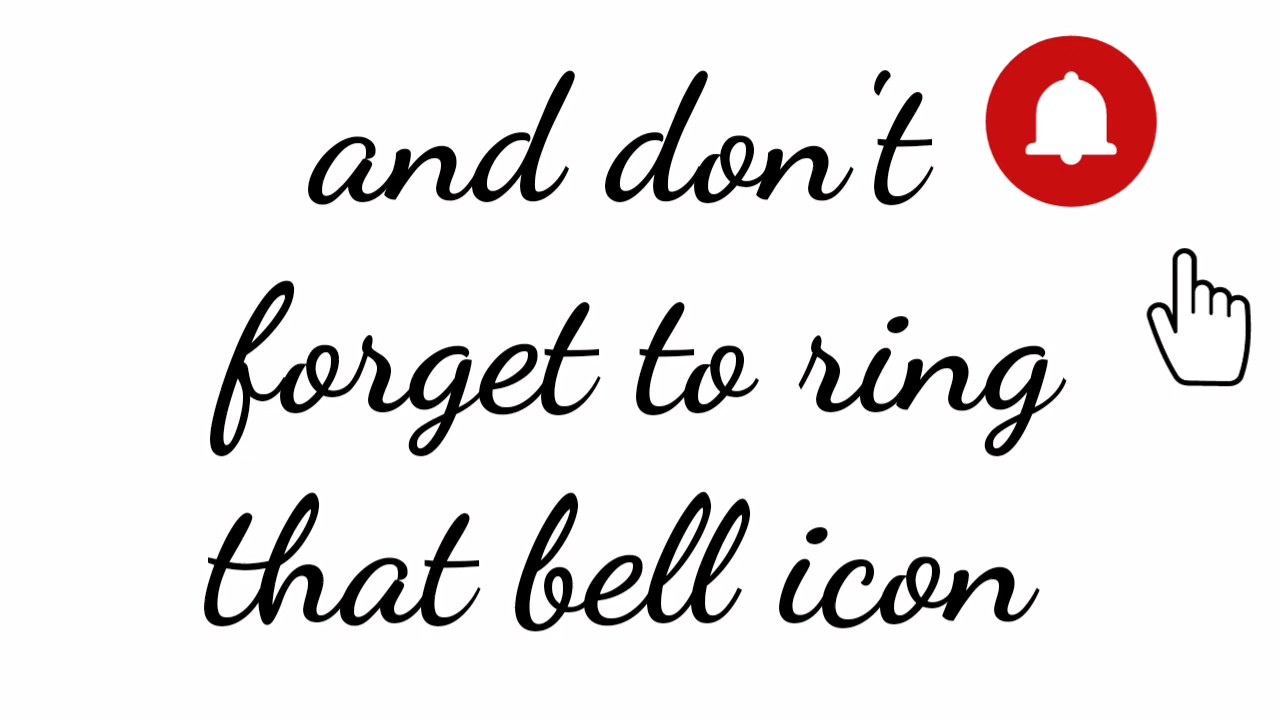 and don't
forget to ring
that bell icon